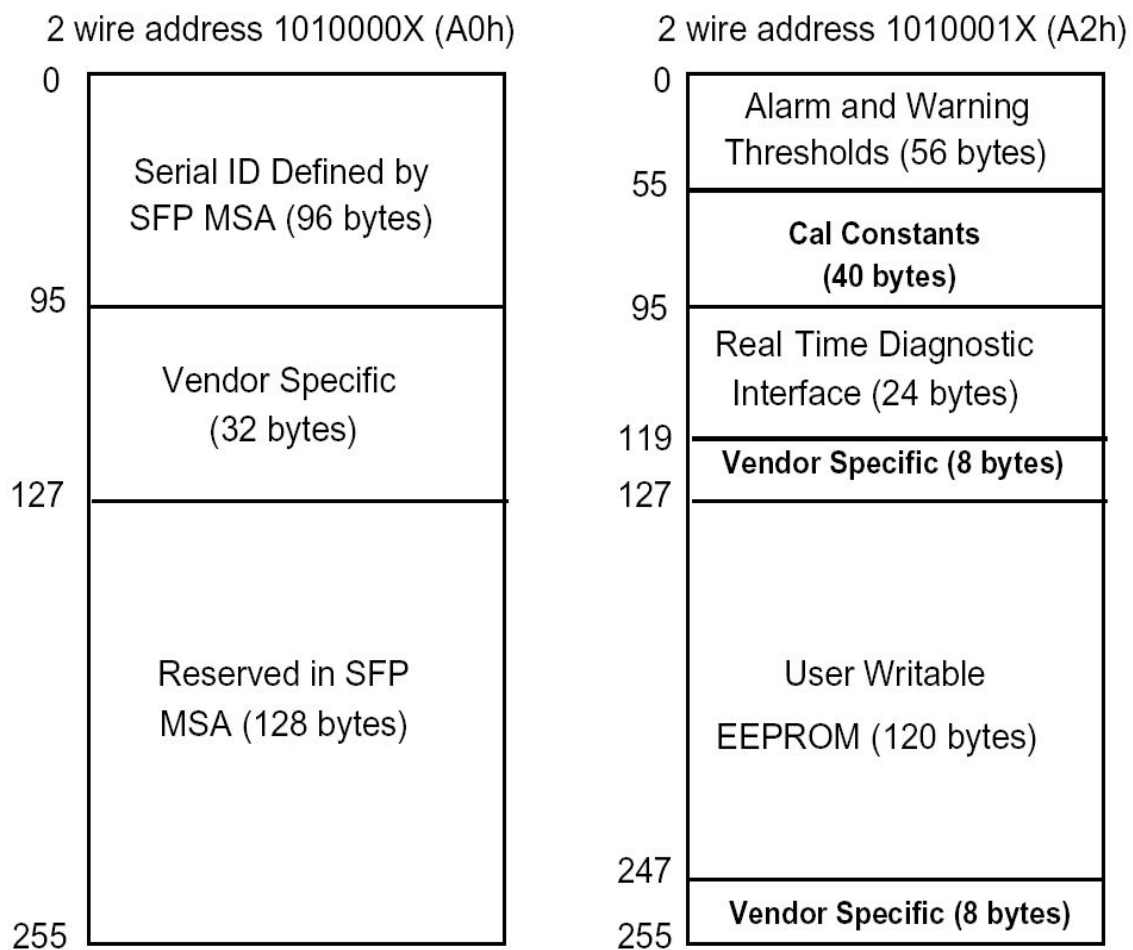 2 wire address 1010000X (A0h)
0
Serial ID Defined by
SFP MSA (96 bytes)
95
Vendor Specific
(32 bytes)
127
Reserved in SFP
MSA (128 bytes)
255
2 wire address 1010001X (A2h)
0
Alarm and Warning
Thresholds (56 bytes)
55
Cal Constants
(40 bytes)
95
Real Time Diagnostic
Interface (24 bytes)
119
Vendor Specific (8 bytes)
127
User Writable
EEPROM (120 bytes)
247
Vendor Specific (8 bytes)
255